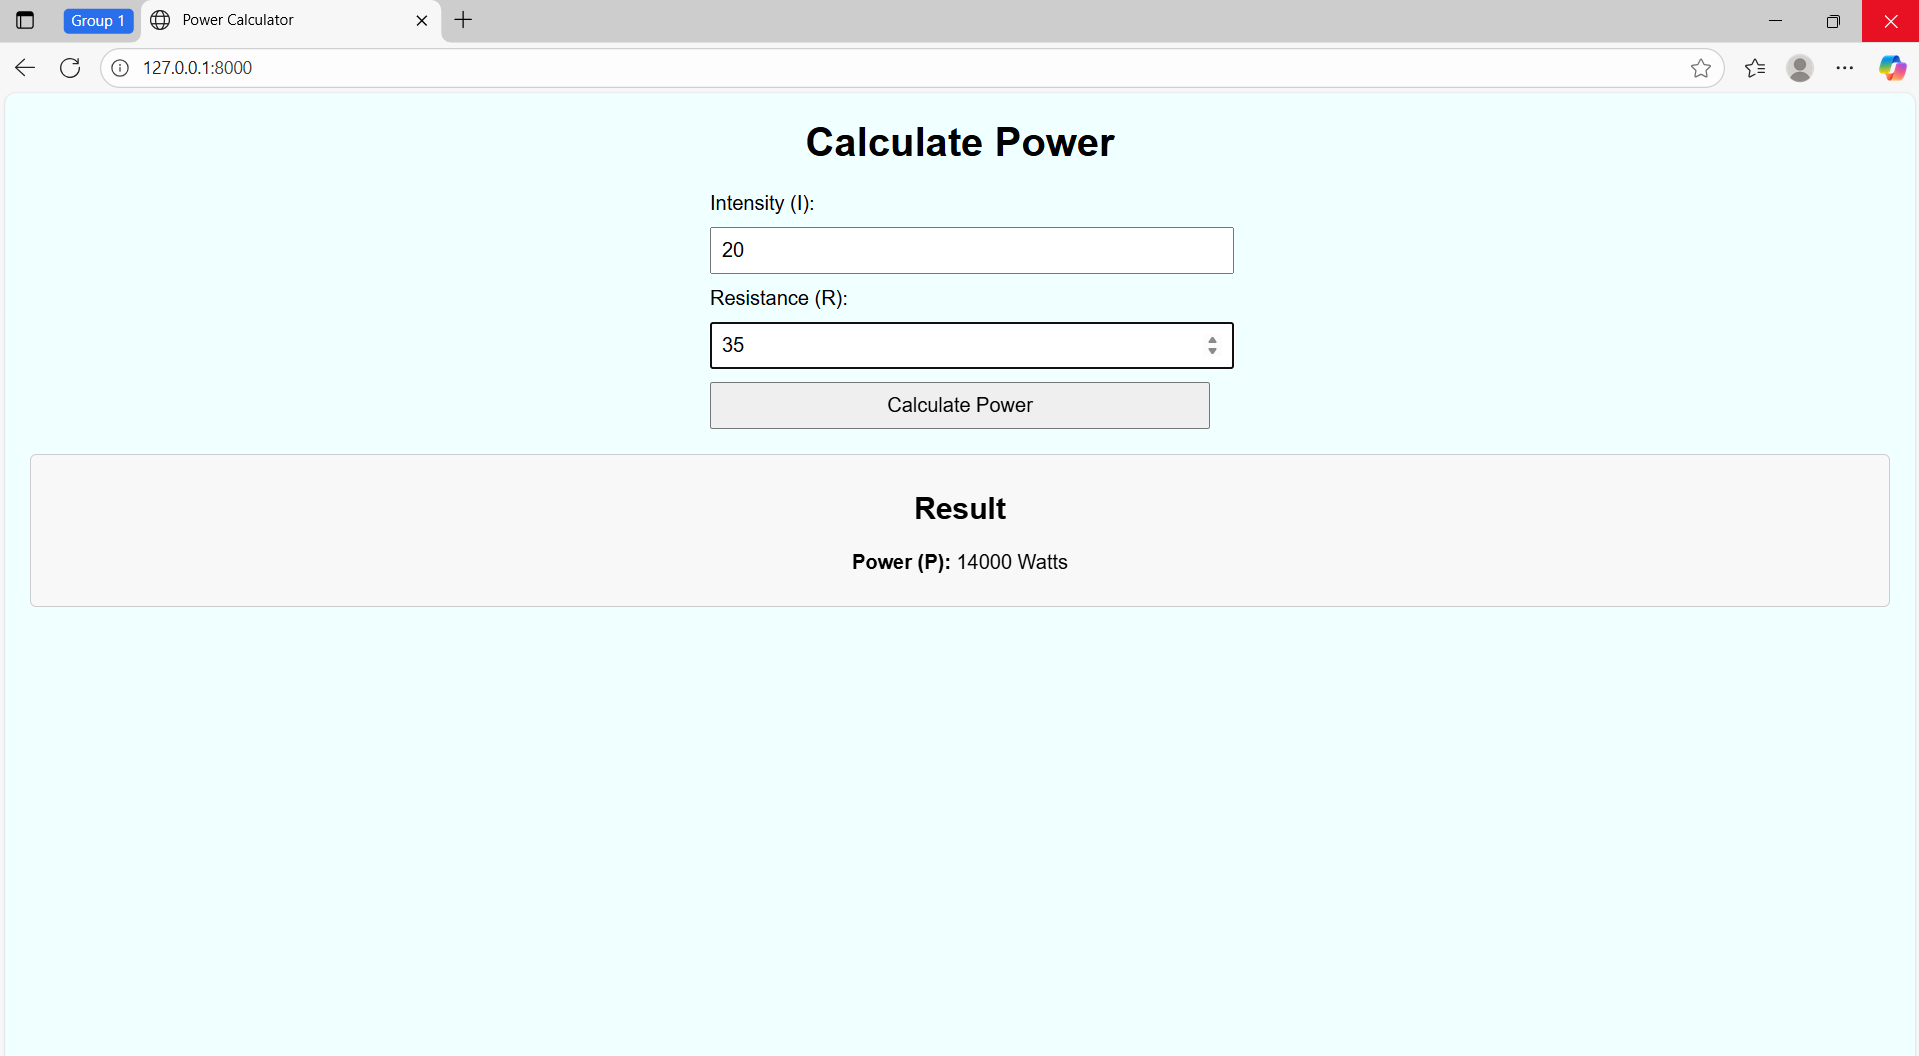 Group 1
Power Calculator
127.0.0.1:8000
Calculate Power
Intensity (I):
20
Resistance (R):
35
Calculate Power
Result
Power (P): 14000 Watts